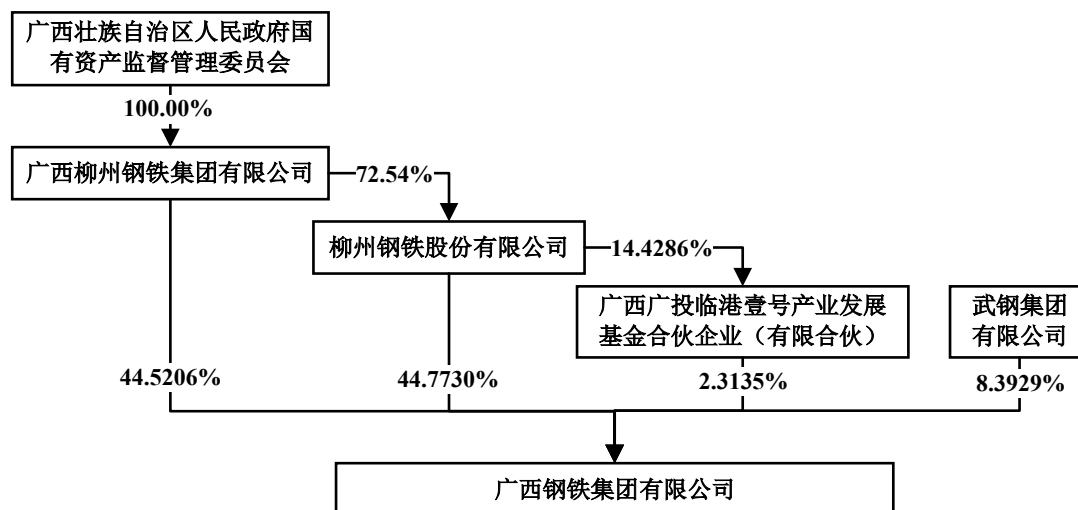 广西壮族自治区人民政府国
有资产监督管理委员会
100.00%
广西柳州钢铁集团有限公司
72.54%
柳州钢铁股份有限公司
14.4286%
广西广投临港壹号产业发展
基金合伙企业（有限合伙）
武钢集团
有限公司
44.5206%
44.7730%
2.3135%
8.3929%
广西钢铁集团有限公司